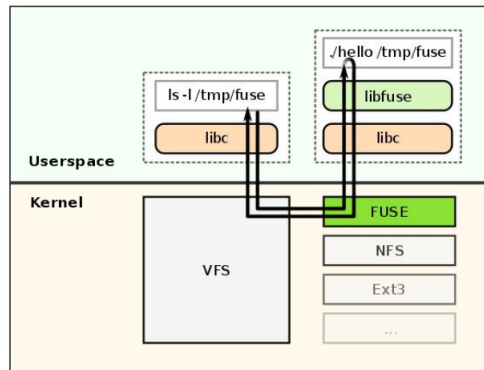 ./hello /tmp/fuse
ls -l /tmp/fuse
libfuse
libc
libc
Userspace
Kernel
FUSE
NFS
VFS
Ext3
...